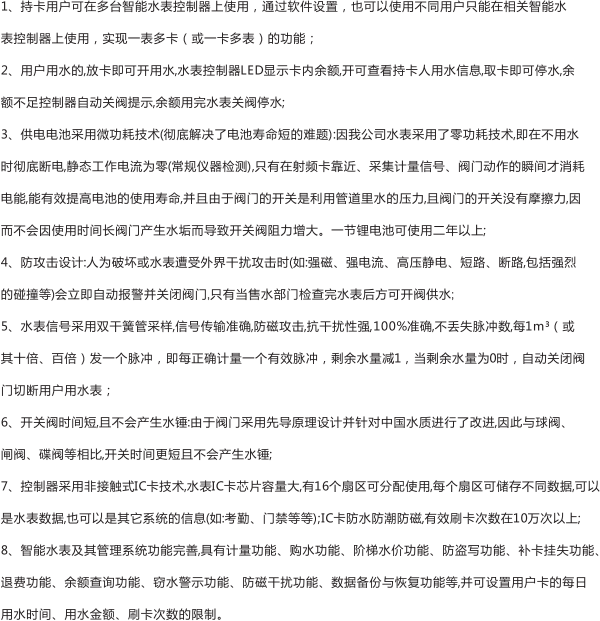 1、持卡用户可在多台智能水表控制器上使用，通过软件设置，也可以使用不同用户只能在相关智能水
表控制器上使用，实现一表多卡（或一卡多表）的功能；
2、用户用水的,放卡即可开用水,水表控制器LED显示卡内余额,开可查看持卡人用水信息,取卡即可停水,余
额不足控制器自动关阀提示,余额用完水表关阀停水;
3、供电电池采用微功耗技术(彻底解决了电池寿命短的难题):因我公司水表采用了零功耗技术,即在不用水
时彻底断电,静态工作电流为零(常规仪器检测),只有在射频卡靠近、采集计量信号、阀门动作的瞬间才消耗
电能,能有效提高电池的使用寿命,并且由于阀门的开关是利用管道里水的压力,且阀门的开关没有摩擦力,因
而不会因使用时间长阀门产生水垢而导致开关阀阻力增大。一节锂电池可使用二年以上;
4、防攻击设计:人为破坏或水表遭受外界干扰攻击时(如:强磁、强电流、高压静电、短路、断路,包括强烈
的碰撞等)会立即自动报警并关闭阀门,只有当售水部门检查完水表后方可开阀供水;
5、水表信号采用双干簧管采样,信号传输准确,防磁攻击,抗干扰性强,100%准确,不丢失脉冲数,每1m³（或
其十倍、百倍）发一个脉冲，即每正确计量一个有效脉冲，剩余水量减1，当剩余水量为0时，自动关闭阀
门切断用户用水表；
6、开关阀时间短,且不会产生水锤:由于阀门采用先导原理设计并针对中国水质进行了改进,因此与球阀、
闸阀、碟阀等相比,开关时间更短且不会产生水锤;
7、控制器采用非接触式IC卡技术,水表IC卡芯片容量大,有16个扇区可分配使用,每个扇区可储存不同数据,可以
是水表数据,也可以是其它系统的信息(如:考勤、门禁等等);IC卡防水防潮防磁,有效刷卡次数在10万次以上;
8、智能水表及其管理系统功能完善,具有计量功能、购水功能、阶梯水价功能、防盗写功能、补卡挂失功能、
退费功能、余额查询功能、窃水警示功能、防磁干扰功能、数据备份与恢复功能等,并可设置用户卡的每日
用水时间、用水金额、刷卡次数的限制。